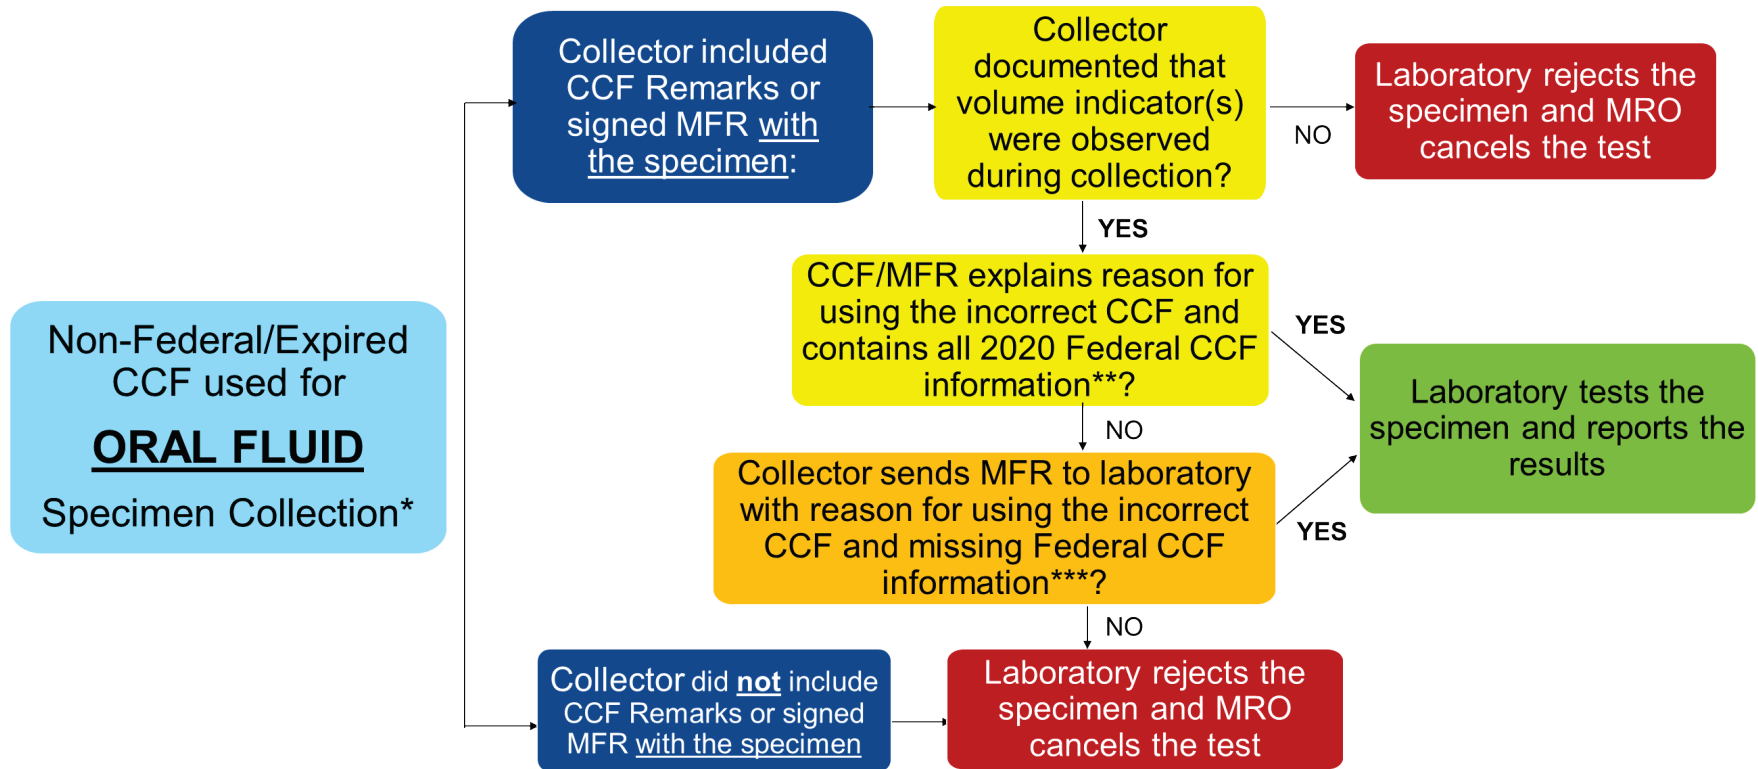 Non-Federal/Expired
CCF used for
ORAL FLUID
Specimen Collection*
Collector included
CCF Remarks or
signed MFR with
the specimen:
Collector
documented that
volume indicator(s)
were observed
during collection?
NO
Laboratory rejects the
specimen and MRO
cancels the test
YES
CCF/MFR explains reason for
using the incorrect CCF and
contains all 2020 Federal CCF
information**?
YES
Laboratory tests the
specimen and reports the
results
NO
Collector sends MFR to laboratory
with reason for using the incorrect
CCF and missing Federal CCF
information***?
YES
NO
Collector did not include
CCF Remarks or signed
MFR with the specimen
Laboratory rejects the
specimen and MRO
cancels the test